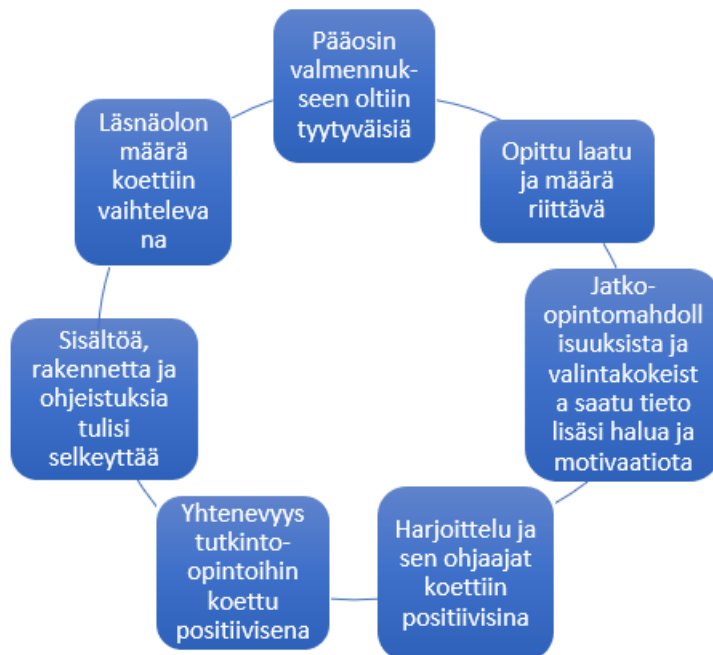 Pääosin
valmennuk-
seen oltiin
tyytyväisiä
Opittu laatu
ja määrä
riittävä
Jatko-
opintomahdoll
isuuksista ja
valintakokeist
a saatu tieto
lisäsi halua ja
motivaatiota
Harjoittelu ja
sen ohjaajat
koettiin
positiivisina
Yhtenevyys
tutkinto-
opintoihin
koettu
positiivisena
Sisältöä,
rakennetta ja
ohjeistuksia
tulisi
selkeyttää
Läsnäolon
määrä
koettiin
vaihteleva
na